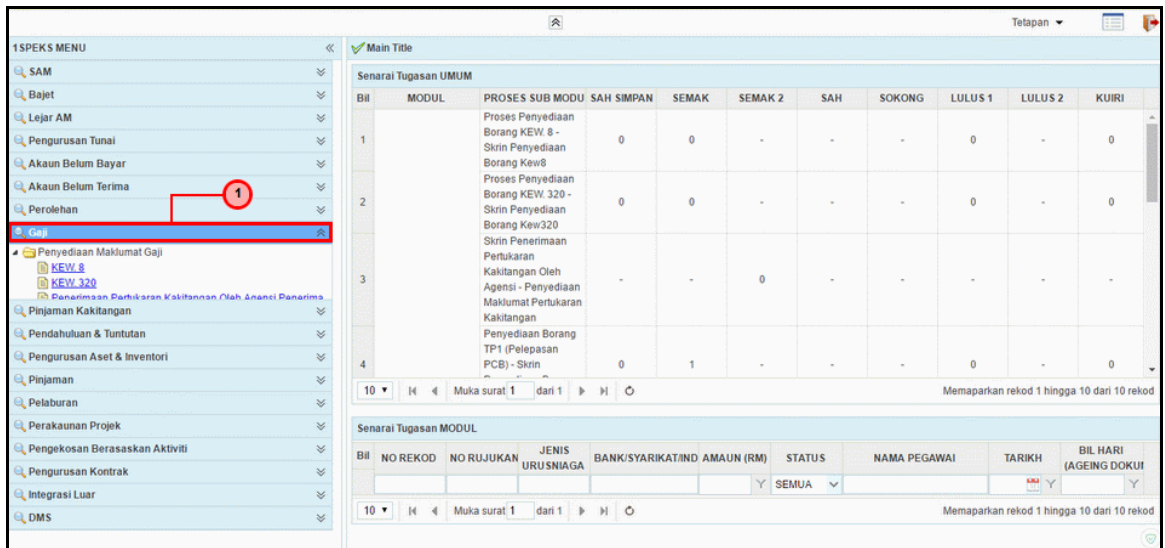 Tetapan
1SPEKS MENU
SAM
Bajet
Lejar AM
Pengurusan Tunai
Akaun Belum Bayar
Akaun Belum Terima
Perolehan
1
Gaji
Penyediaan Maklumat Gaji
KEW. 8
KEW. 320
Penerimaan Pertukaran Kakitangan Oleh Agensi Penerima
Pinjaman Kakitangan
Pendahuluan & Tuntutan
Pengurusan Aset & Inventori
Pinjaman
Pelaburan
Perakaunan Projek
Pengekosan Berasaskan Aktiviti
Pengurusan Kontrak
Integrasi Luar
DMS
Main Title
Senarai Tugasan UMUM
Bil MODUL PROSES SUB MODU SAH SIMPAN SEMAK SEMAK 2 SAH SOKONG LULUS 1 LULUS 2 KUIRI
Proses Penyediaan
Borang KEW. 8 -
1 Skrin Penyediaan 0 0 - - - 0 - 0
Borang Kew8
Proses Penyediaan
Borang KEW. 320 -
2 Skrin Penyediaan 0 0 - - - 0 - 0
Borang Kew320
Skrin Penerimaan
Pertukaran
Kakitangan Oleh
3 Agensi - Penyediaan - - 0 - - - - -
Maklumat Pertukaran
Kakitangan
Penyediaan Borang
TP1 (Pelepasan
4 PCB) - Skrin 0 1 - - - 0 - 0
10 Muka surat 1 dari 1 Memaparkan rekod 1 hingga 10 dari 10 rekod
Senarai Tugasan MODUL
Bil NO REKOD NO RUJUKAN JENIS URUSNIAGA BANK/SYARIKAT/IND AMAUN (RM) STATUS NAMA PEGAWAI TARIKH BIL HARI (AGEING DOKUI
SEMUA
10 Muka surat 1 dari 1 Memaparkan rekod 1 hingga 10 dari 10 rekod